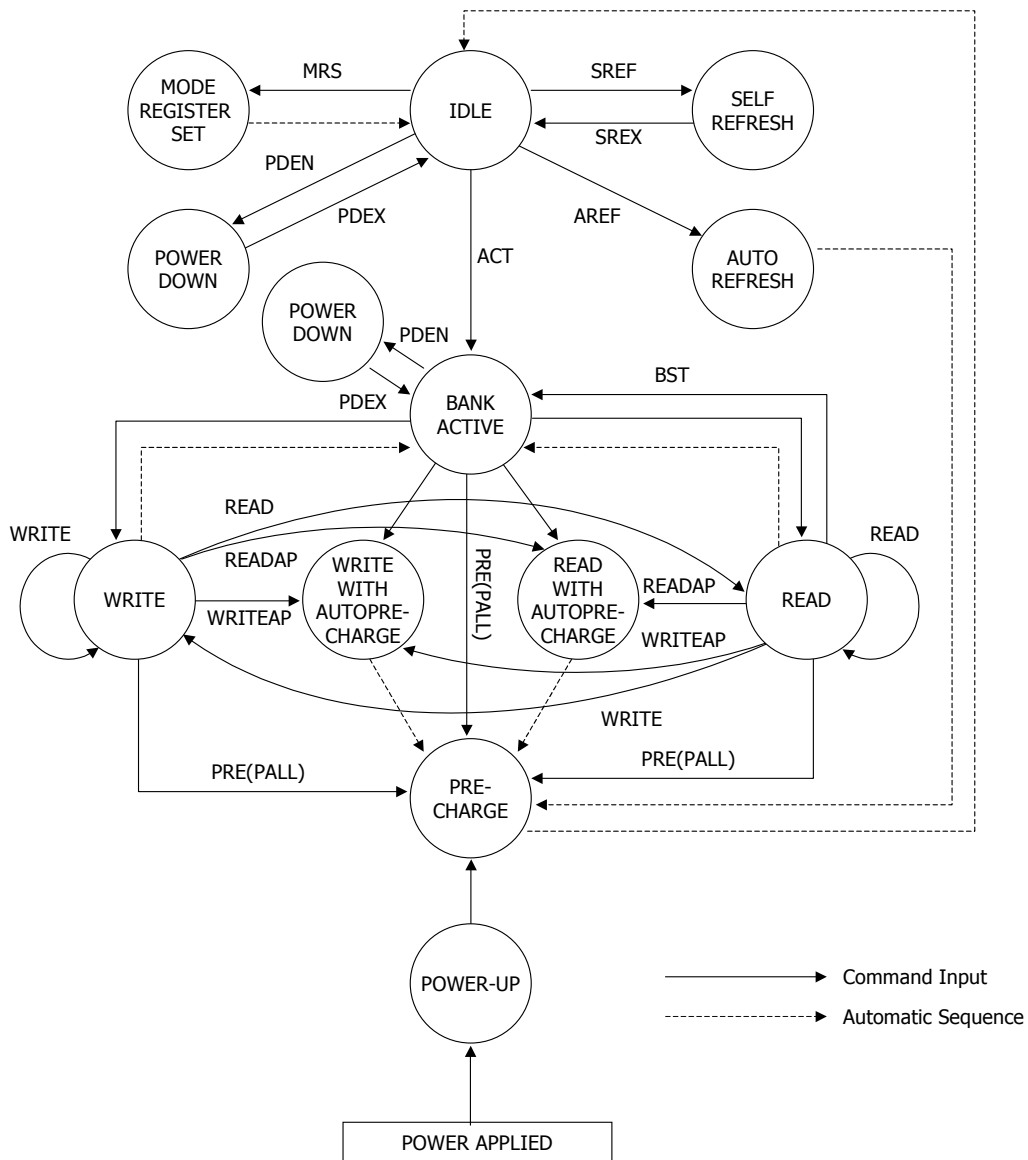 MRS
SREF
MODE
REGISTER
SET
IDLE
SELF
REFRESH
SREX
PDEN
PDEX
AREF
POWER
DOWN
ACT
AUTO
REFRESH
POWER
DOWN
PDEN
BST
PDEX
BANK
ACTIVE
WRITE
READ
READ
READAP
WRITE
WITH
AUTOPRE-
CHARGE
PRE(PALL)
READ
WITH
AUTOPRE-
CHARGE
READAP
WRITE
READ
WRITEAP
WRITEAP
WRITE
PRE(PALL)
PRE(PALL)
PRE-
CHARGE
POWER-UP
Command Input
Automatic Sequence
POWER APPLIED